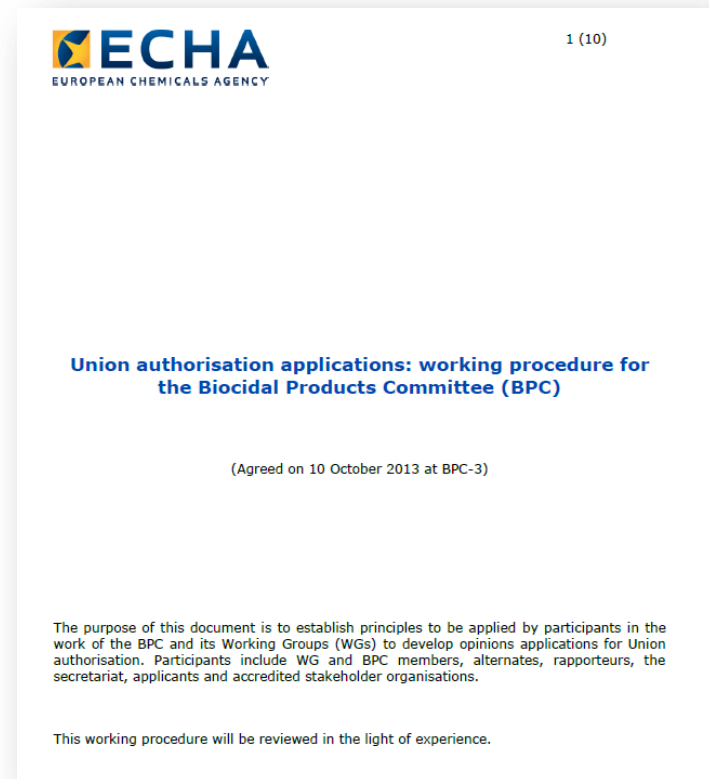 ECHA
EUROPEAN CHEMICALS AGENCY
1 (10)
Union authorisation applications: working procedure for
the Biocidal Products Committee (BPC)
(Agreed on 10 October 2013 at BPC-3)
The purpose of this document is to establish principles to be applied by participants in the
work of the BPC and its Working Groups (WGs) to develop opinions applications for Union
authorisation. Participants include WG and BPC members, alternates, rapporteurs, the
secretariat, applicants and accredited stakeholder organisations.
This working procedure will be reviewed in the light of experience.